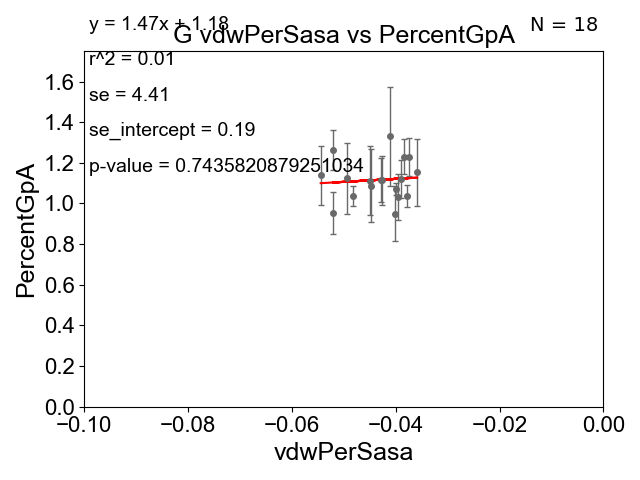 y = 1.47x + 1.18
G vdwPerSasa vs PercentGpA
N = 18
r^2 = 0.01
se = 4.41
se_intercept = 0.19
p-value = 0.7435820879251034
PercentGpA
1.6
1.4
1.2
1.0
0.8
0.6
0.4
0.2
0.0
−0.10
−0.08
−0.06
−0.04
−0.02
0.00
vdwPerSasa